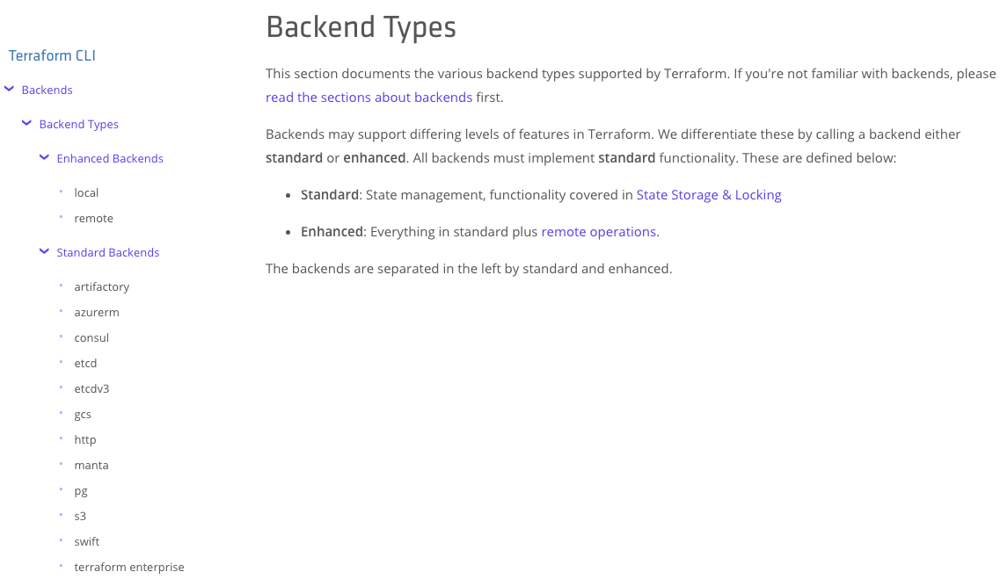 Terraform CLI
Backends
Backend Types
Enhanced Backends
local
remote
Standard Backends
artifactory
azurerm
consul
etcd
etcdv3
gcs
http
manta
pg
s3
swift
terraform enterprise
Backend Types
This section documents the various backend types supported by Terraform. If you're not familiar with backends, please
read the sections about backends first.
Backends may support differing levels of features in Terraform. We differentiate these by calling a backend either
standard or enhanced. All backends must implement standard functionality. These are defined below:
• Standard: State management, functionality covered in State Storage & Locking
• Enhanced: Everything in standard plus remote operations.
The backends are separated in the left by standard and enhanced.